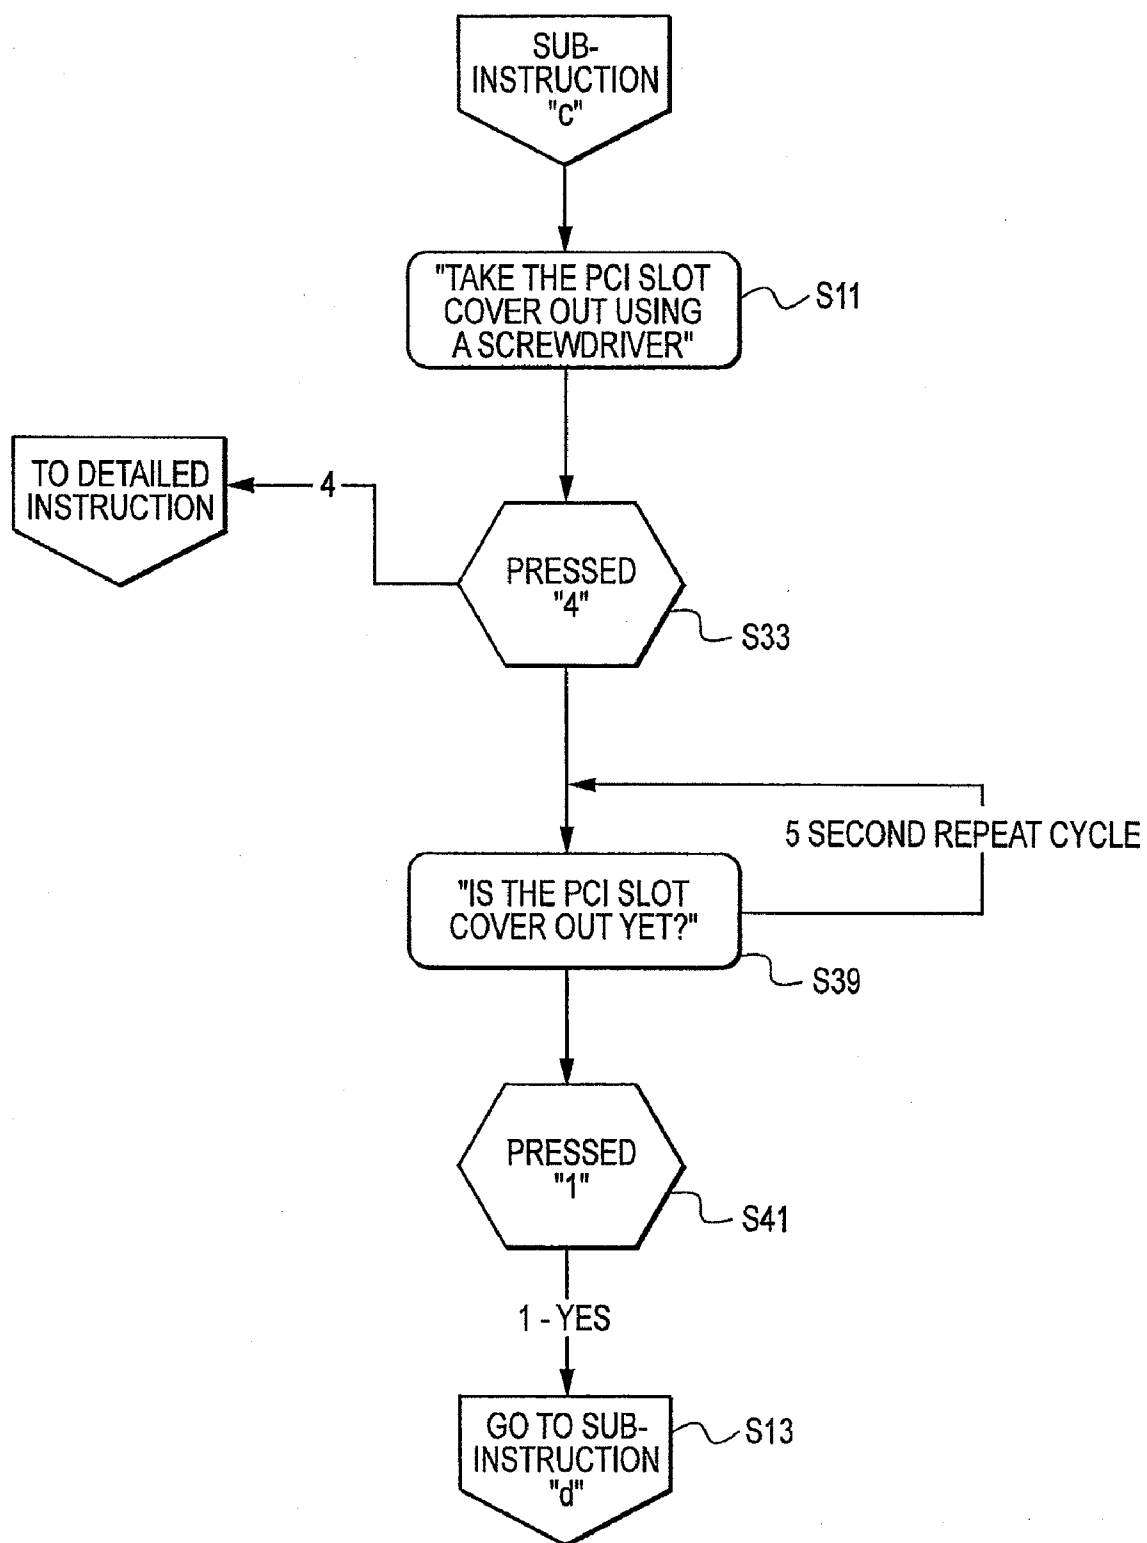 SUB-
INSTRUCTION
"c"
"TAKE THE PCI SLOT
COVER OUT USING
A SCREWDRIVER"
S11
TO DETAILED
INSTRUCTION
4
PRESSED
"4"
S33
5 SECOND REPEAT CYCLE
"IS THE PCI SLOT
COVER OUT YET?"
S39
PRESSED
"1"
S41
1 - YES
GO TO SUB-
INSTRUCTION
"d"
S13